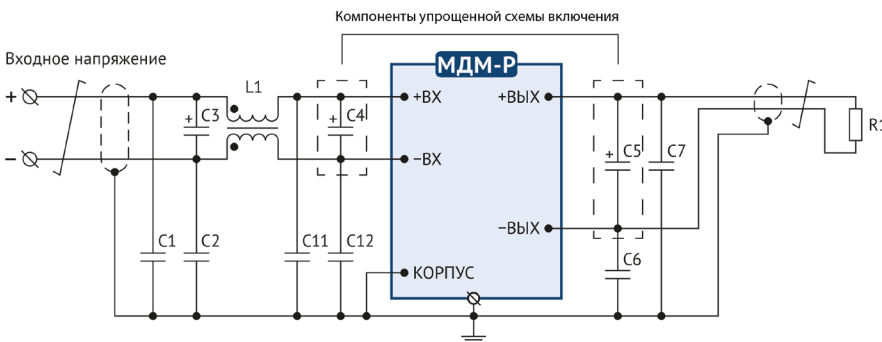 Компоненты упрощенной схемы включения
Входное напряжение
МДМ-Р
L1
+
+ C3
+ C4
+ВХ
+ВЫХ
R1
–
–ВХ
+ C5
C7
–ВЫХ
C1
C2
C11
C12
C6
КОРПУС